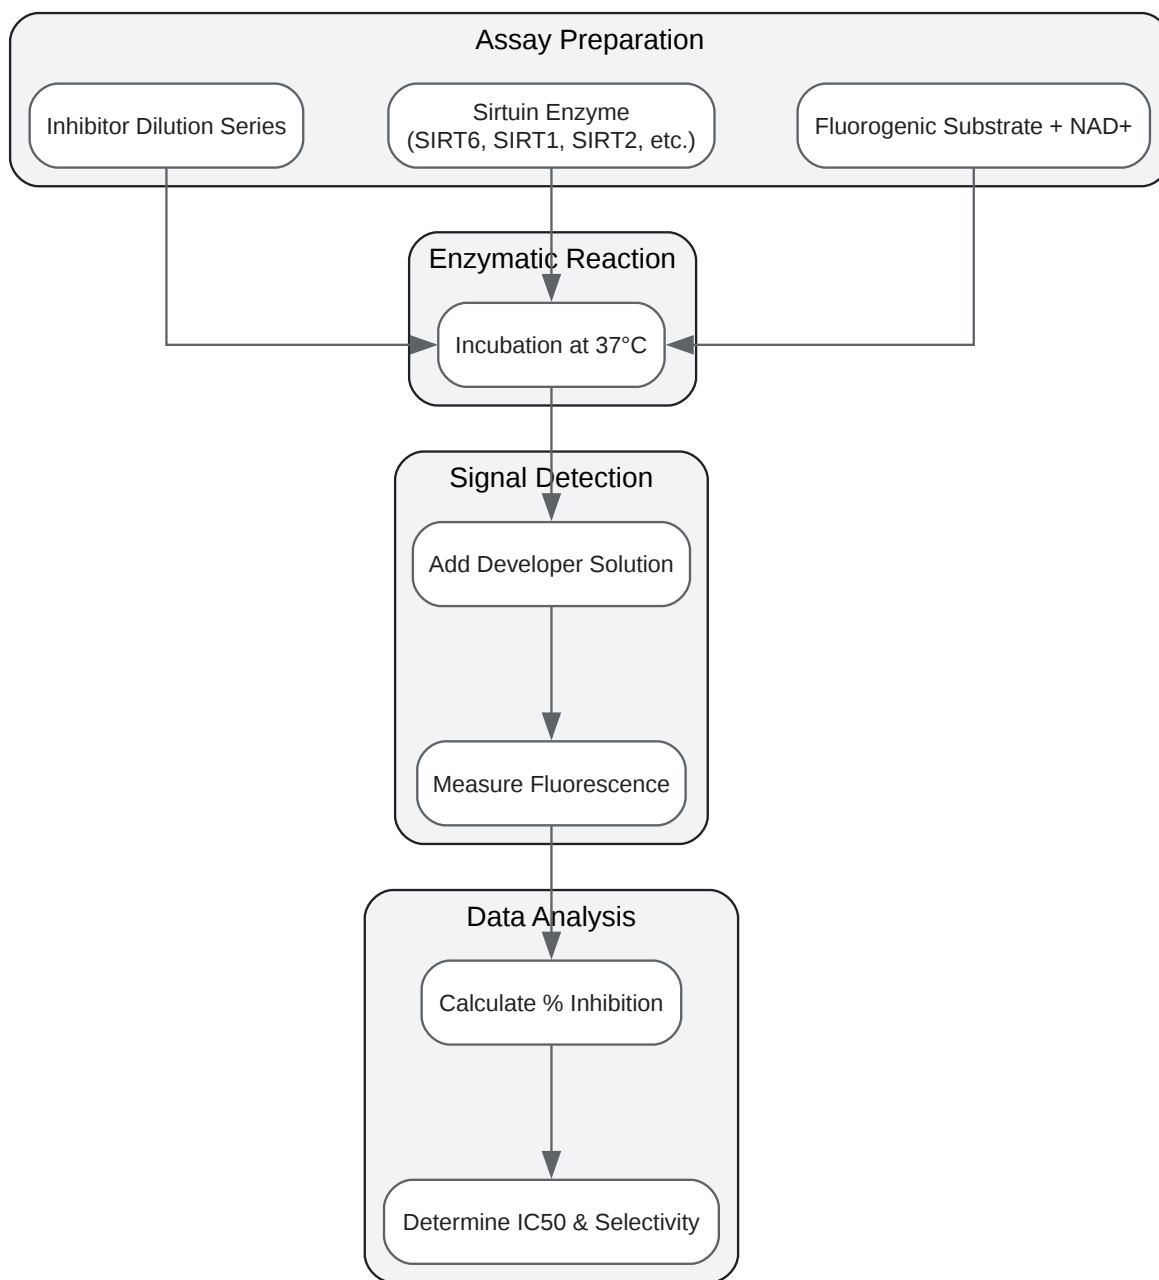 Assay Preparation
Inhibitor Dilution Series
Sirtuin Enzyme
(SIRT6, SIRT1, SIRT2, etc.)
Fluorogenic Substrate + NAD+
Enzymatic Reaction
Incubation at 37°C
Signal Detection
Add Developer Solution
Measure Fluorescence
Data Analysis
Calculate % Inhibition
Determine IC50 & Selectivity